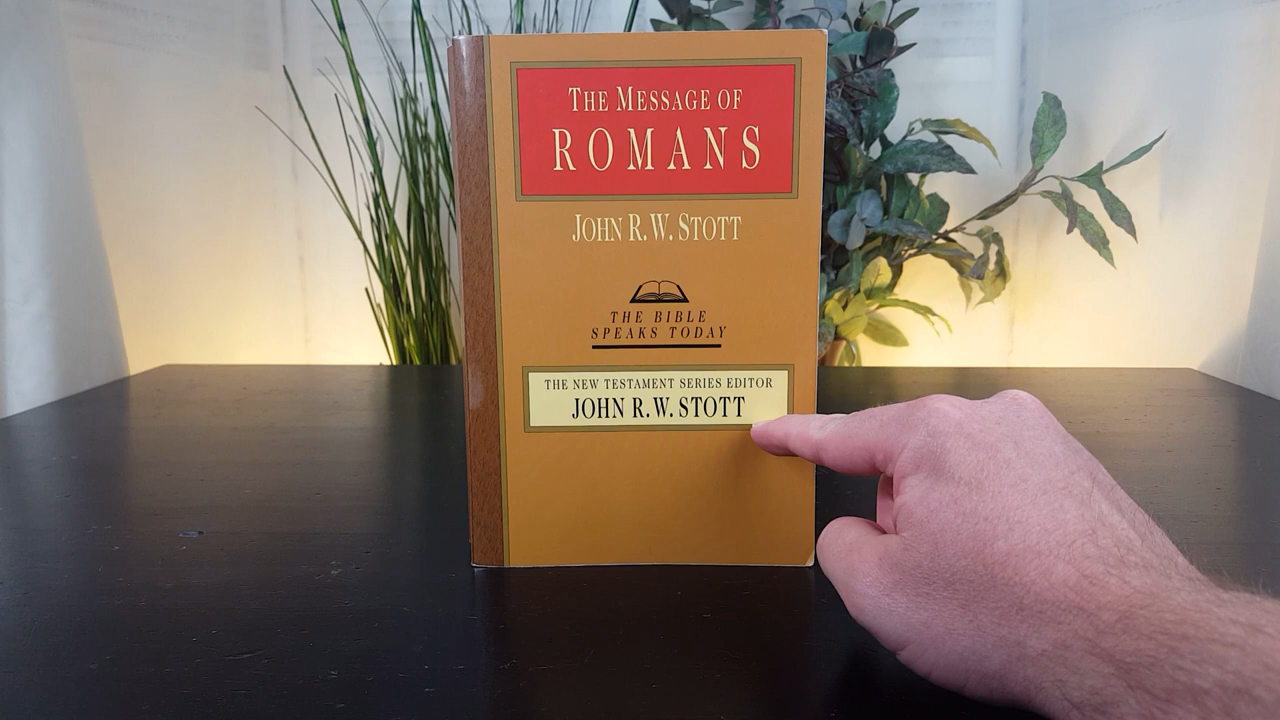 THE MESSAGE OF
ROMANS
JOHN R.W. STOTT
THE BIBLE
SPEAKS TODAY
THE NEW TESTAMENT SERIES EDITOR
JOHN R.W. STOTT